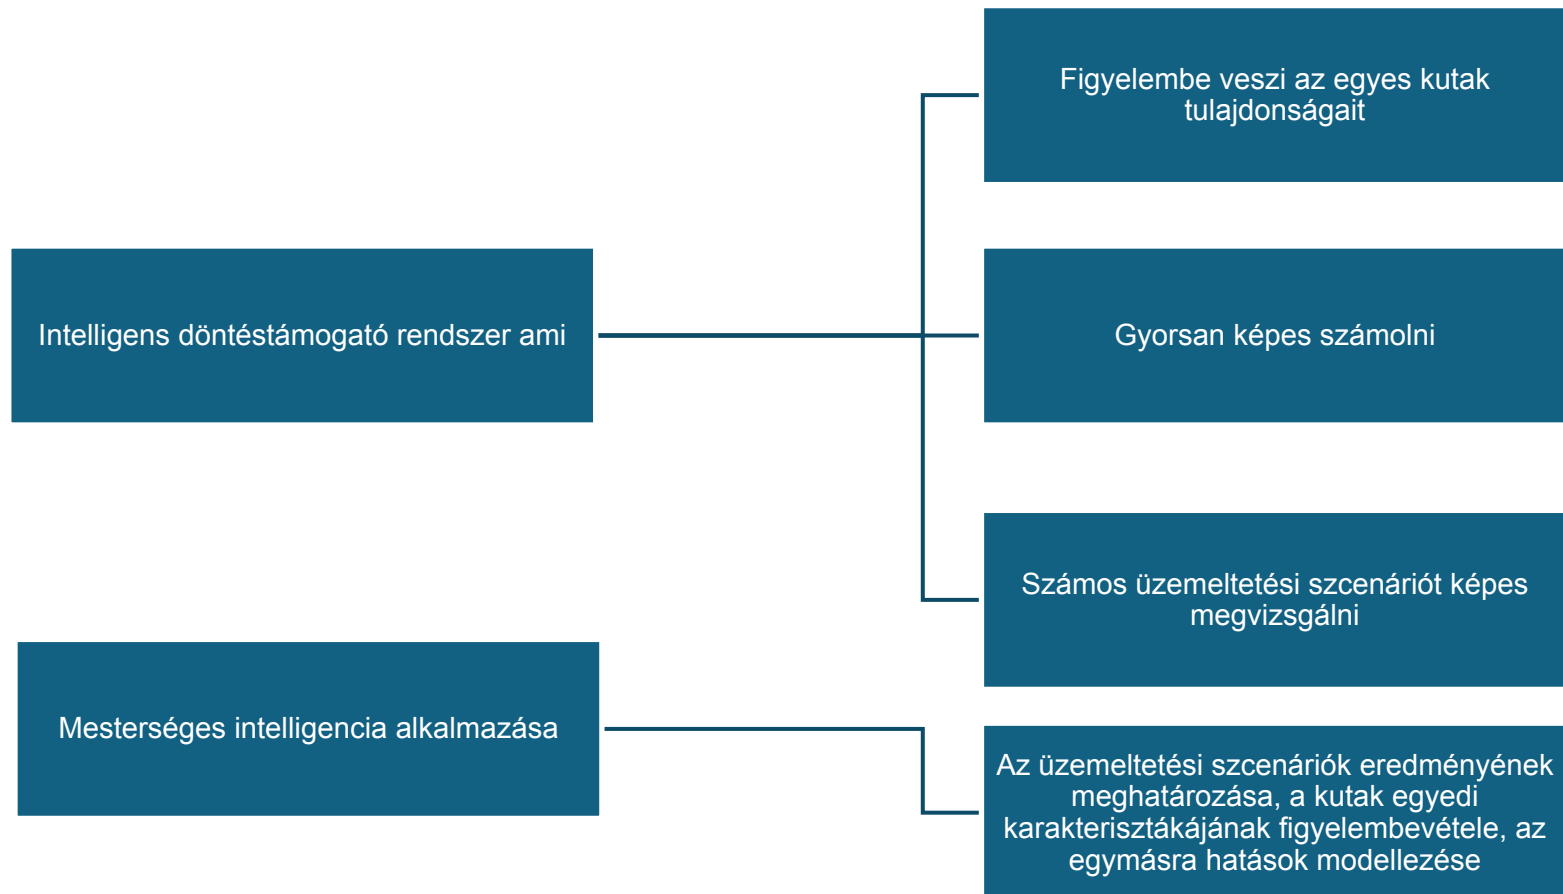 Figyelembe veszi az egyes kutak
tulajdonságait
Intelligens döntéstámogató rendszer ami
Gyorsan képes számolni
Számos üzemeltetési szcenáriót képes
megvizsgálni
Mesterséges intelligencia alkalmazása
Az üzemeltetési szcenáriók eredményének
meghatározása, a kutak egyedi
karakterisztákájának figyelembevétele, az
egymásra hatások modellezése